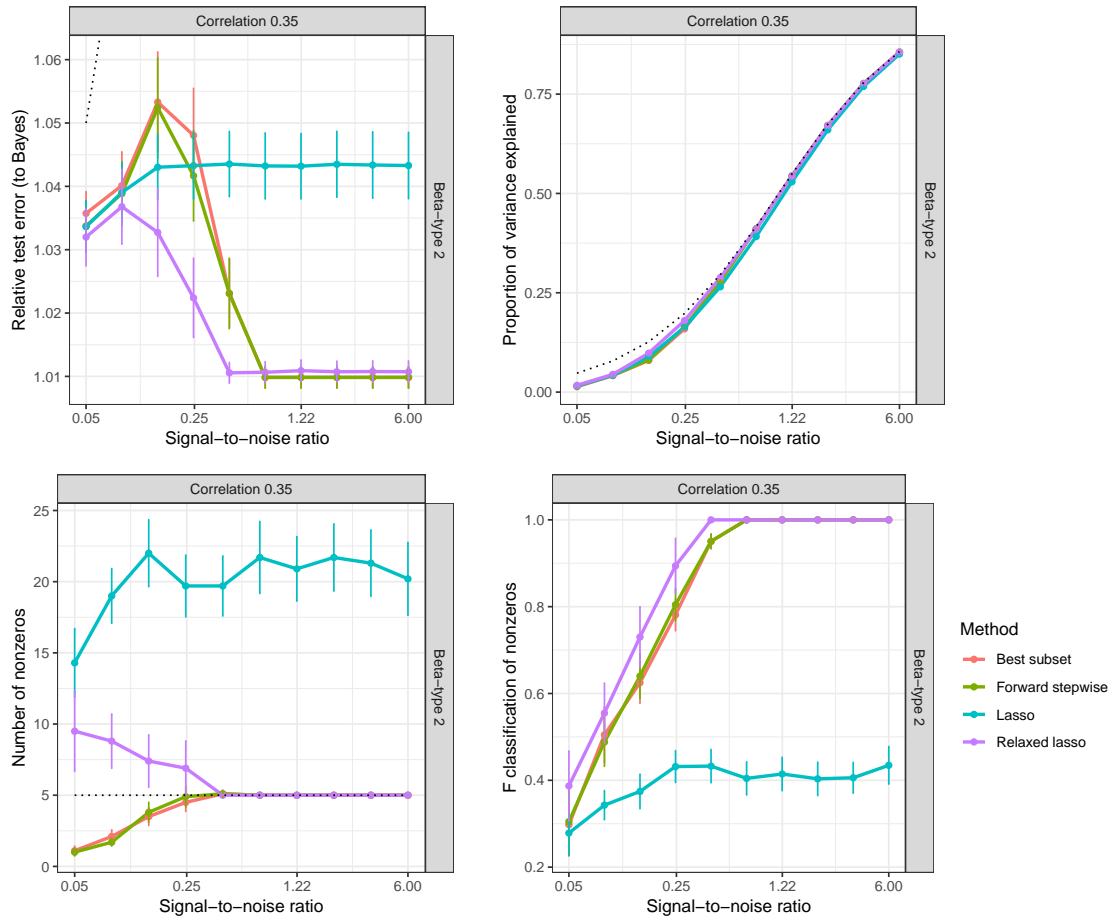 Correlation 0.35
Relative test error (to Bayes)
1.06
1.05
1.04
1.03
1.02
1.01
Beta−type 2
0.05
0.25
1.22
6.00
Signal−to−noise ratio
Correlation 0.35
Proportion of variance explained
0.75
0.50
0.25
0.00
Beta−type 2
0.05
0.25
1.22
6.00
Signal−to−noise ratio
Correlation 0.35
Number of nonzeros
25
20
15
10
5
0
Beta−type 2
0.05
0.25
1.22
6.00
Signal−to−noise ratio
Correlation 0.35
F classification of nonzeros
1.0
0.8
0.6
0.4
0.2
Beta−type 2
0.05
0.25
1.22
6.00
Signal−to−noise ratio
Method
Best subset
Forward stepwise
Lasso
Relaxed lasso